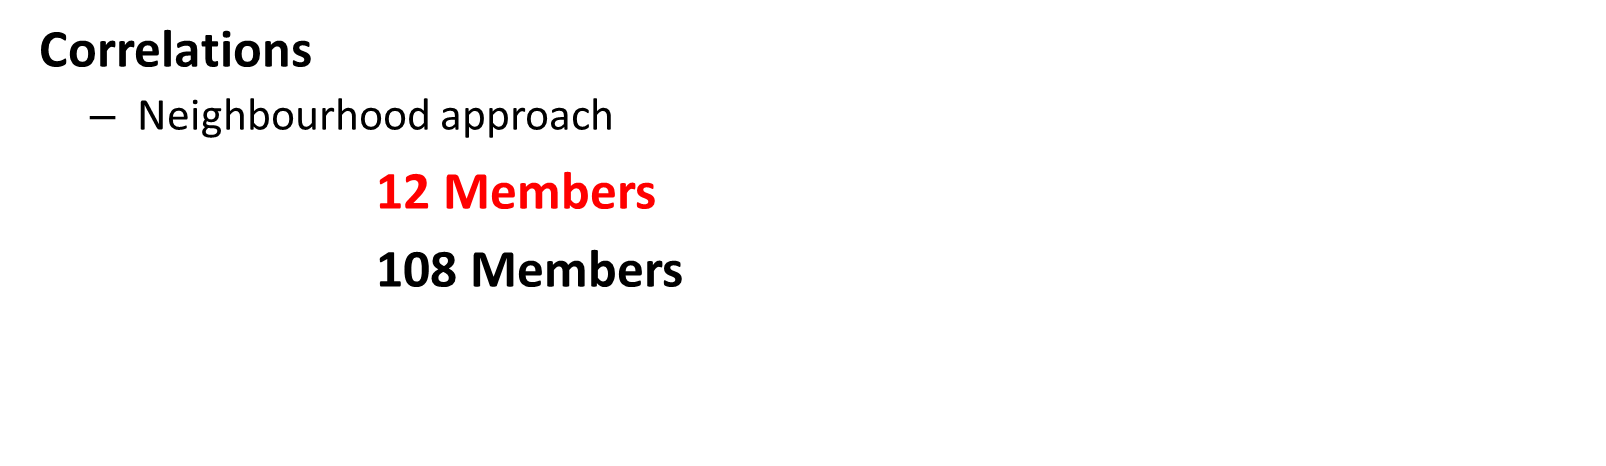 Correlations
– Neighbourhood approach
12 Members
108 Members